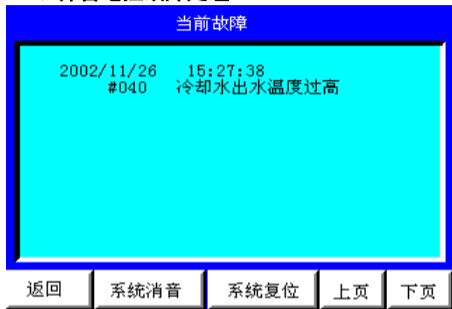 当前故障
2002/11/26 15:27:38
#040 冷却水出水温度过高
返回 系统消音 系统复位 上页 下页